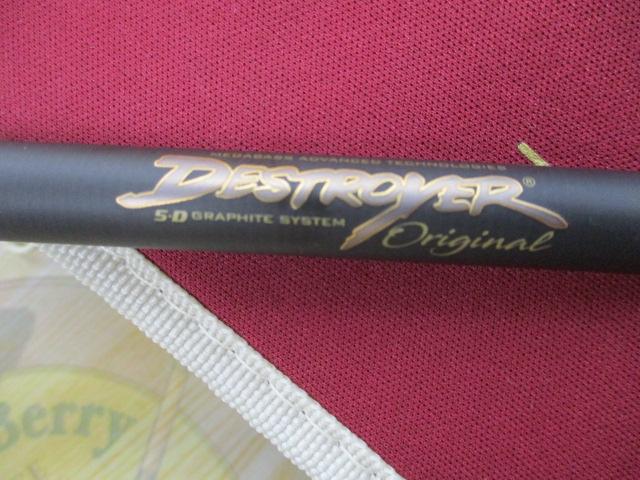 MEGABASS ADVANCED TECHNOLOGIES
DESTROYER®
5-D GRAPHITE SYSTEM
Original
Berry